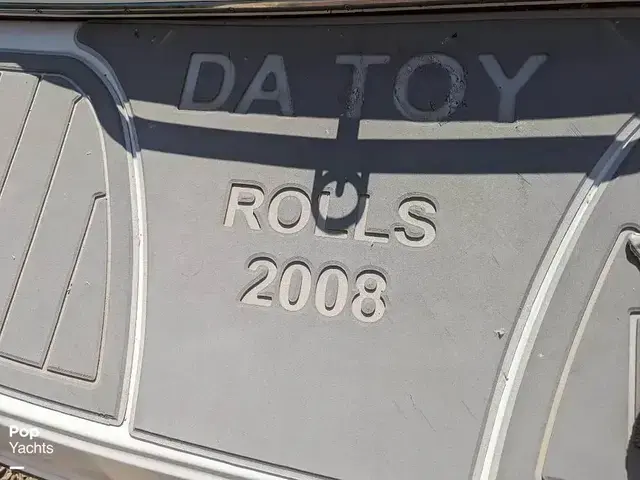 DA TOY
ROLLS
2008
Pop
Yachts